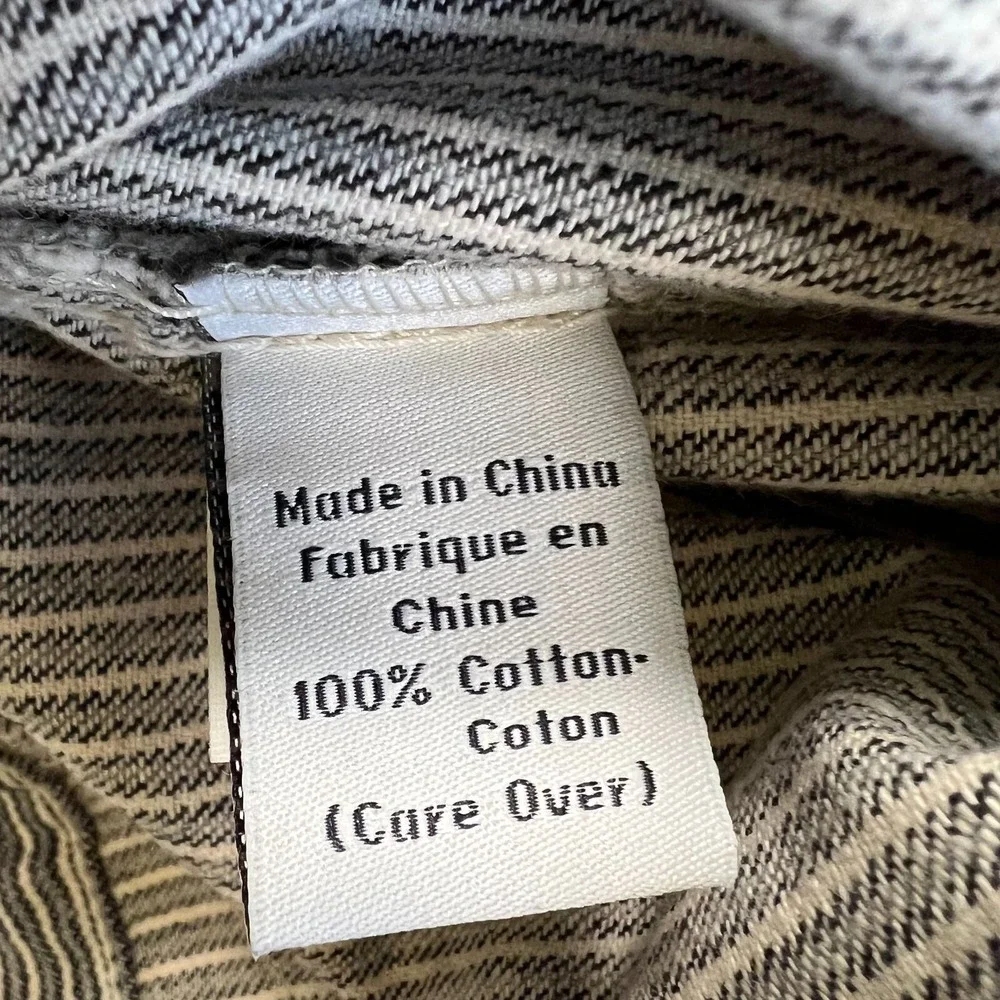 Made in China
Fabrique en
Chine
100% Cotton-
Coton
(Care Over)